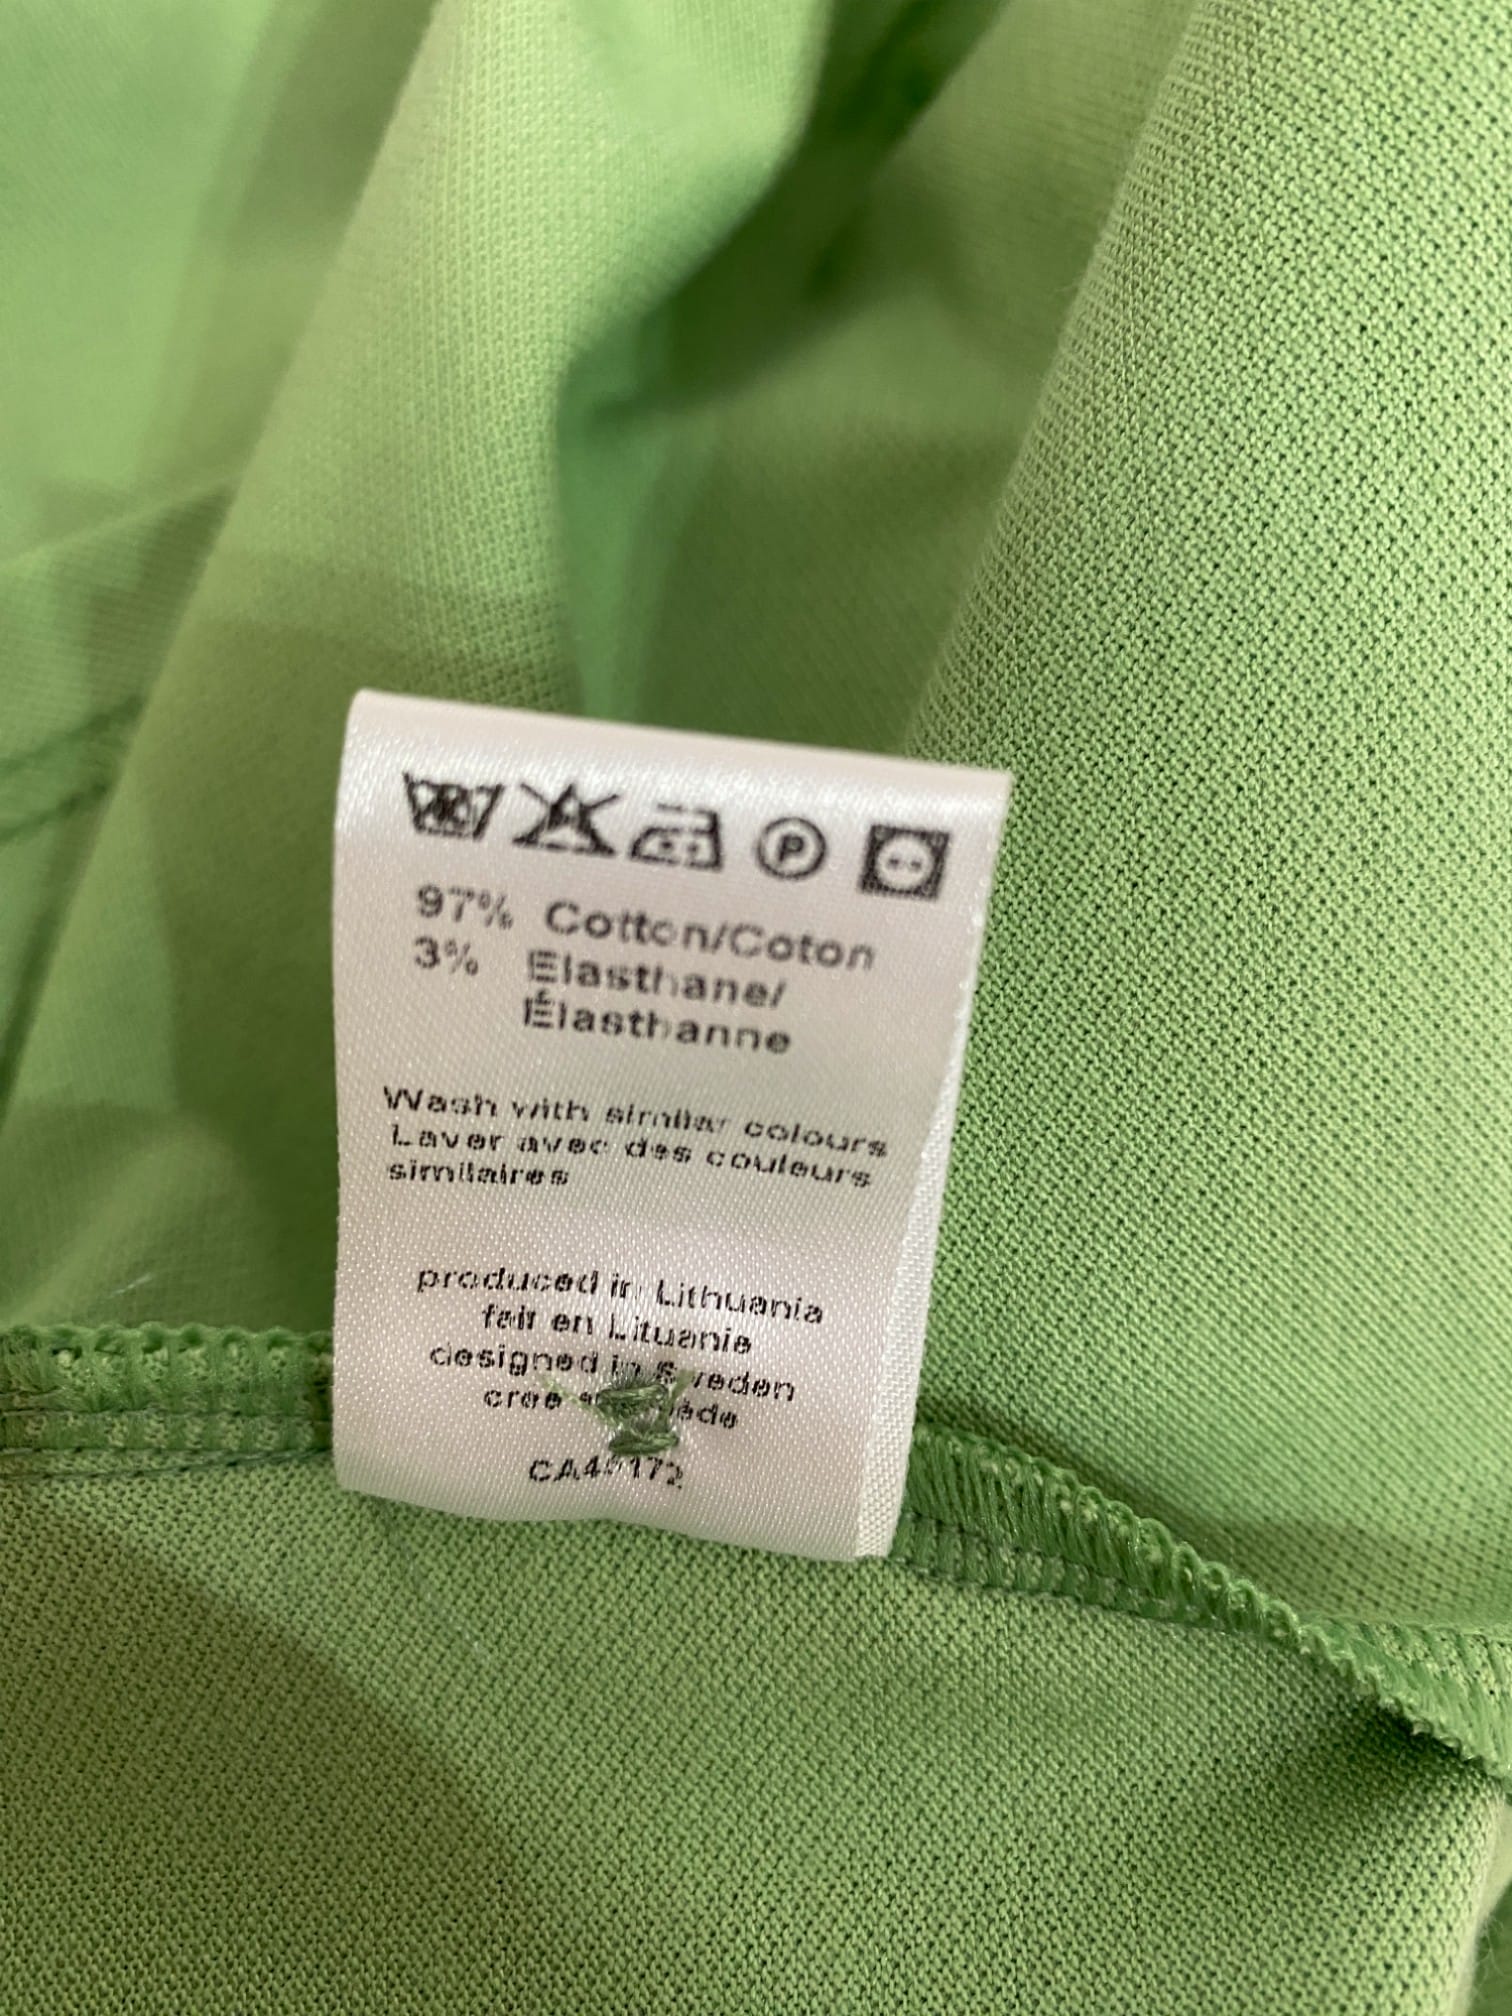 97% Cotton/Coton
3% Elasthane/
Élasthanne
Wash with similar colours
Laver avec des couleurs
similaires
produced in Lithuania
fait en Lituanie
designed in Sweden